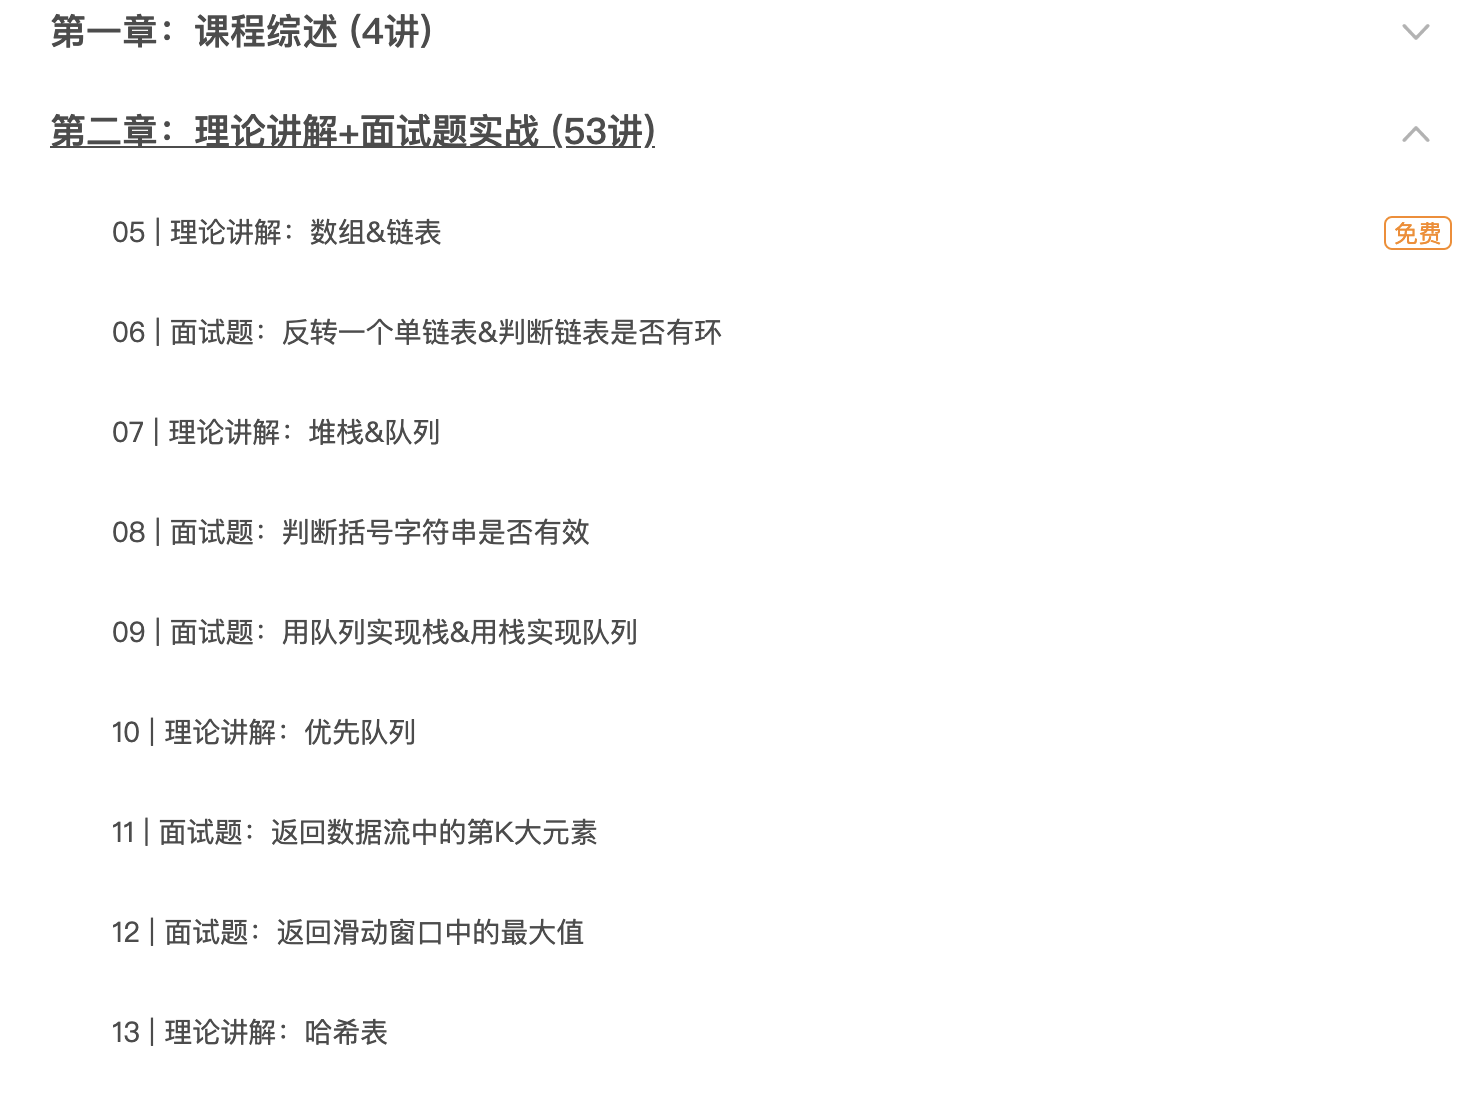 第一章：课程综述 (4讲)
第二章：理论讲解+面试题实战 (53讲)
05 | 理论讲解：数组&链表
免费
06 | 面试题：反转一个单链表&判断链表是否有环
07 | 理论讲解：堆栈&队列
08 | 面试题：判断括号字符串是否有效
09 | 面试题：用队列实现栈&用栈实现队列
10 | 理论讲解：优先队列
11 | 面试题：返回数据流中的第K大元素
12 | 面试题：返回滑动窗口中的最大值
13 | 理论讲解：哈希表